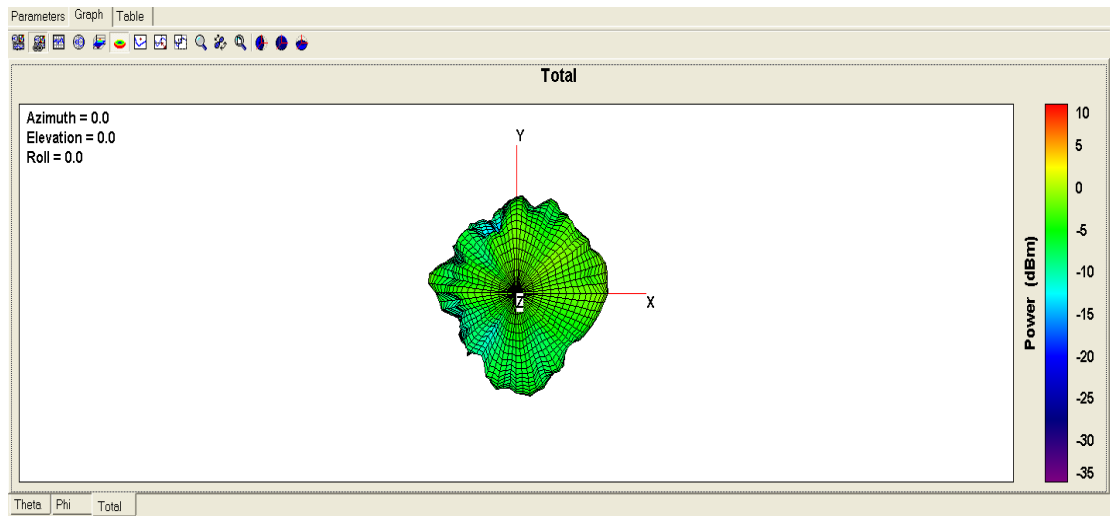 Parameters Graph Table
Total
Azimuth = 0.0
Elevation = 0.0
Roll = 0.0
Y
X
Z
10
5
0
-5
-10
-15
-20
-25
-30
-35
Power (dBm)
Theta Phi Total